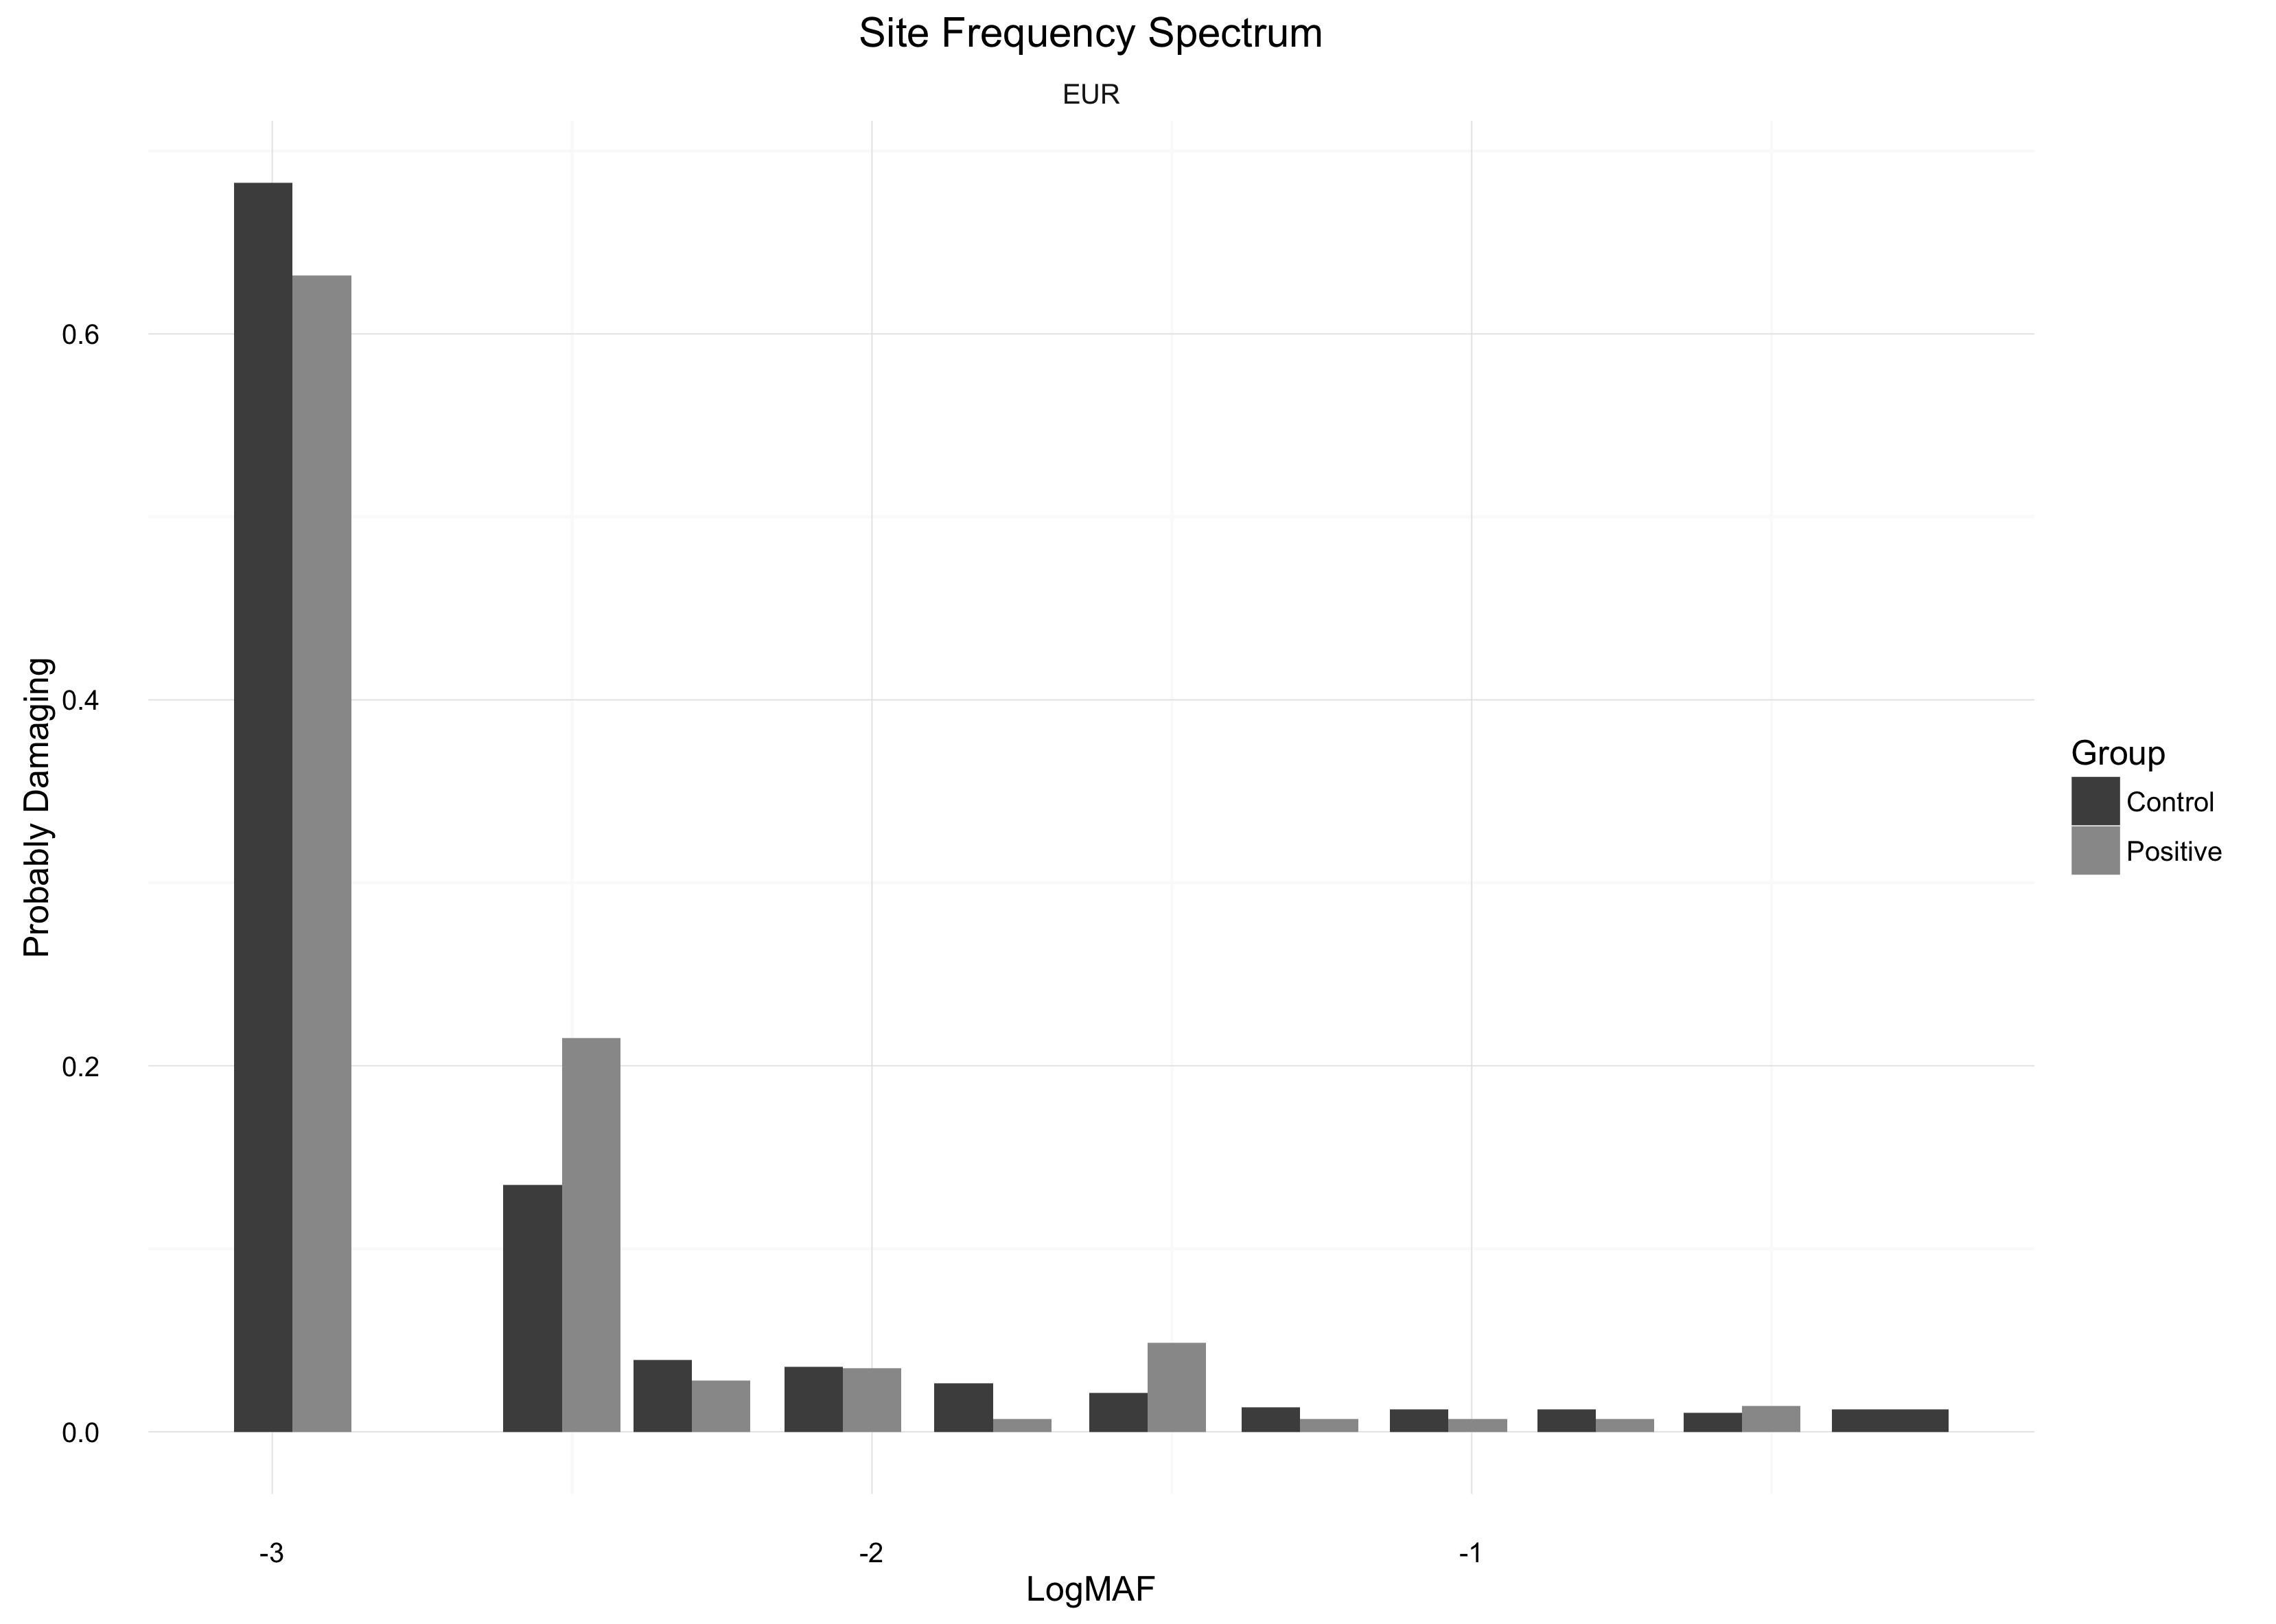 Site Frequency Spectrum
EUR
Probably Damaging
0.6
0.4
0.2
0.0
-3
-2
-1
LogMAF
Group
Control
Positive